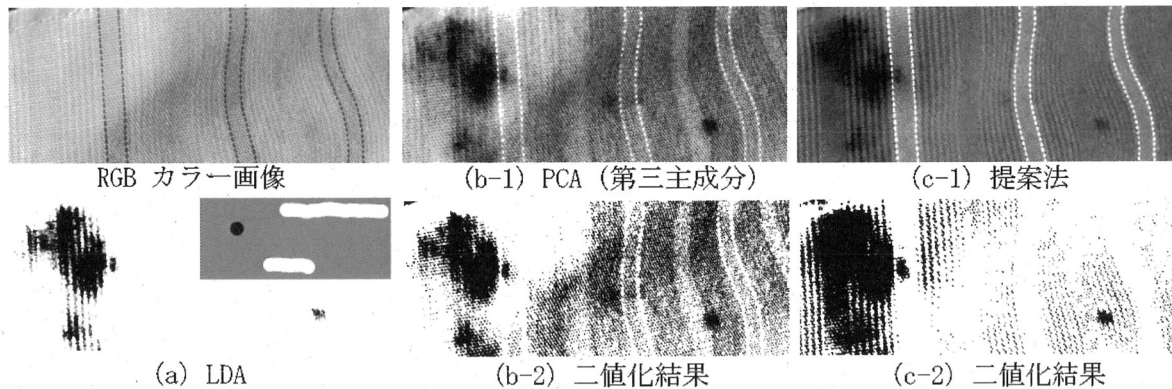 RGB カラー画像
(b-1) PCA (第三主成分)
(c-1) 提案法
(a) LDA
(b-2) 二値化結果
(c-2) 二値化結果